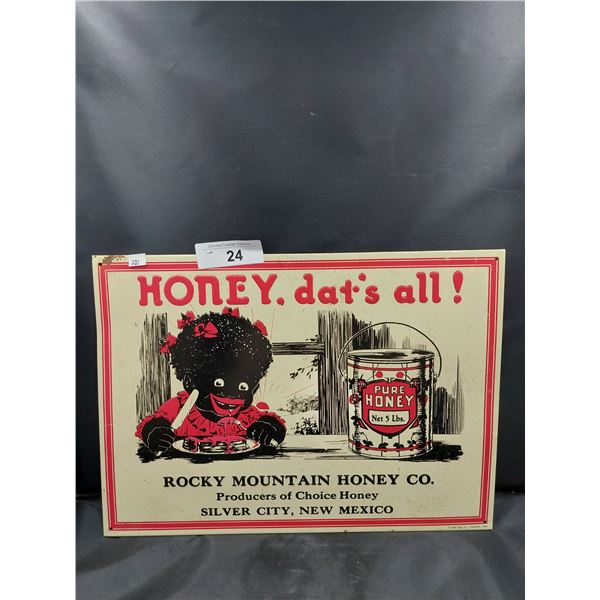 24
HONEY, dat's all!
PURE
HONEY
Net 5 Lbs.
ROCKY MOUNTAIN HONEY CO.
Producers of Choice Honey
SILVER CITY, NEW MEXICO